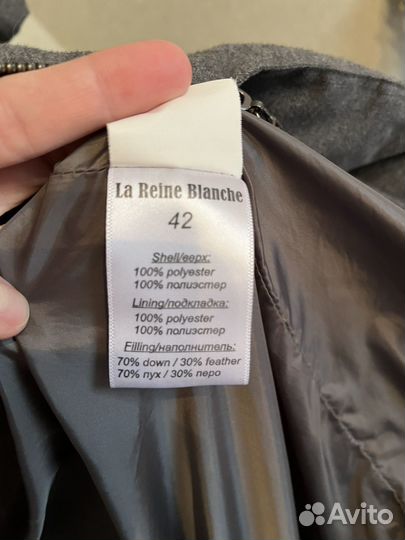 La Reine Blanche
42
Shell/верх:
100% polyester
100% полиэстер
Lining/подкладка:
100% polyester
100% полиэстер
Filling/наполнитель:
70% down / 30% feather
70% пух / 30% перо
Avito